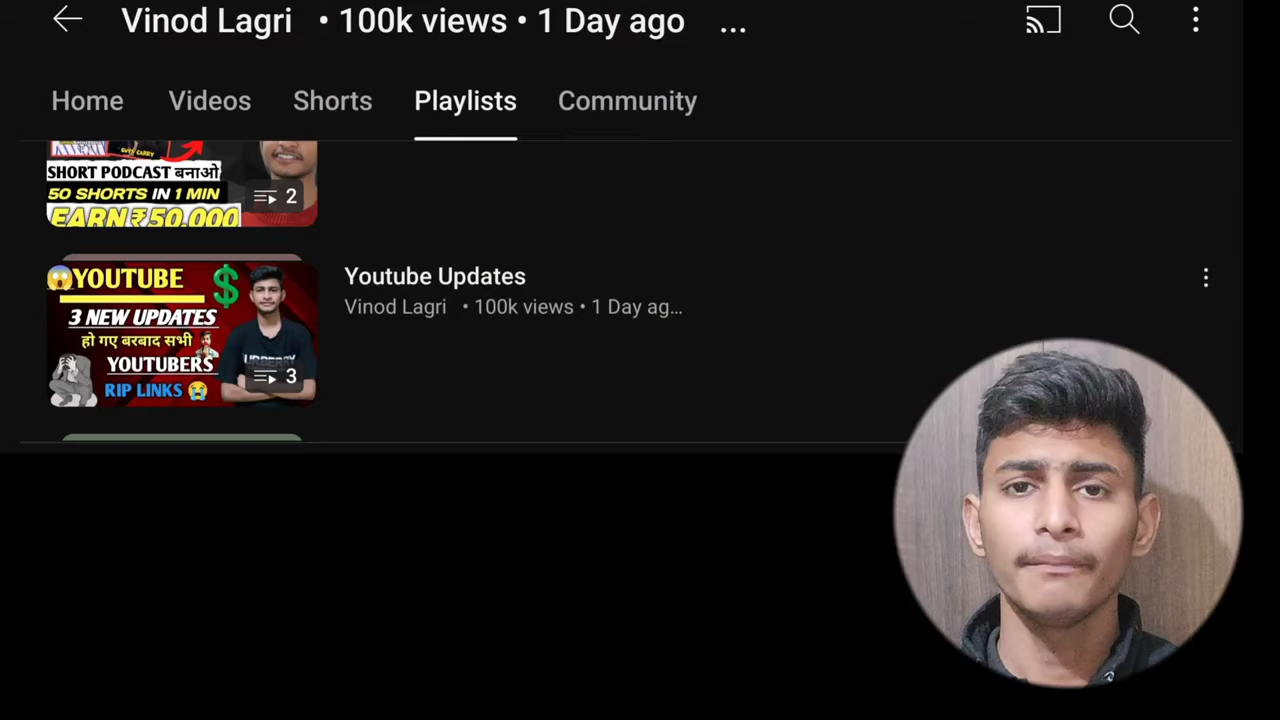 Vinod Lagri • 100k views • 1 Day ago ...
Home Videos Shorts Playlists Community
SHORT PODCAST बनाओ
50 SHORTS IN 1 MIN
2
EARN ₹50,000
YOUTUBE $
3 NEW UPDATES
हो गए बरबाद सभी
YOUTUBERS
3
RIP LINKS
Youtube Updates
Vinod Lagri • 100k views • 1 Day ag...